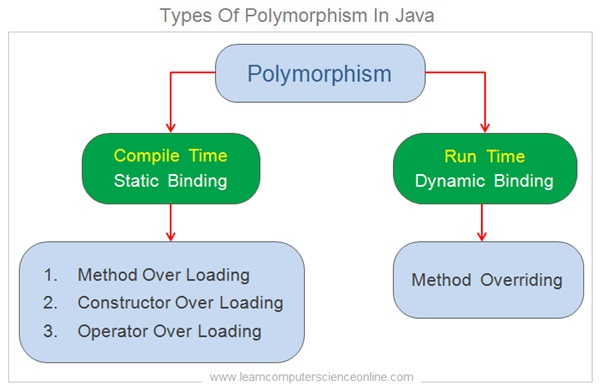 Types Of Polymorphism In Java
Polymorphism
Compile Time
Static Binding
Run Time
Dynamic Binding
1. Method Over Loading
2. Constructor Over Loading
3. Operator Over Loading
Method Overriding
www.learncomputerscienceonline.com